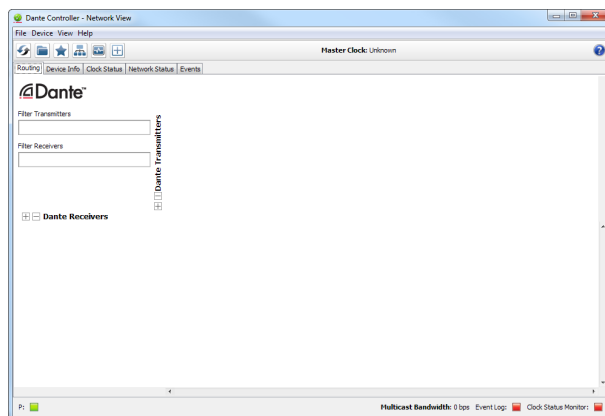 Dante Controller - Network View
File Device View Help
Master Clock: Unknown
Routing Device Info Clock Status Network Status Events
Dante™
Filter Transmitters
Filter Receivers
Dante Transmitters
Dante Receivers
P: Multicast Bandwidth: 0 bps Event Log: Clock Status Monitor: